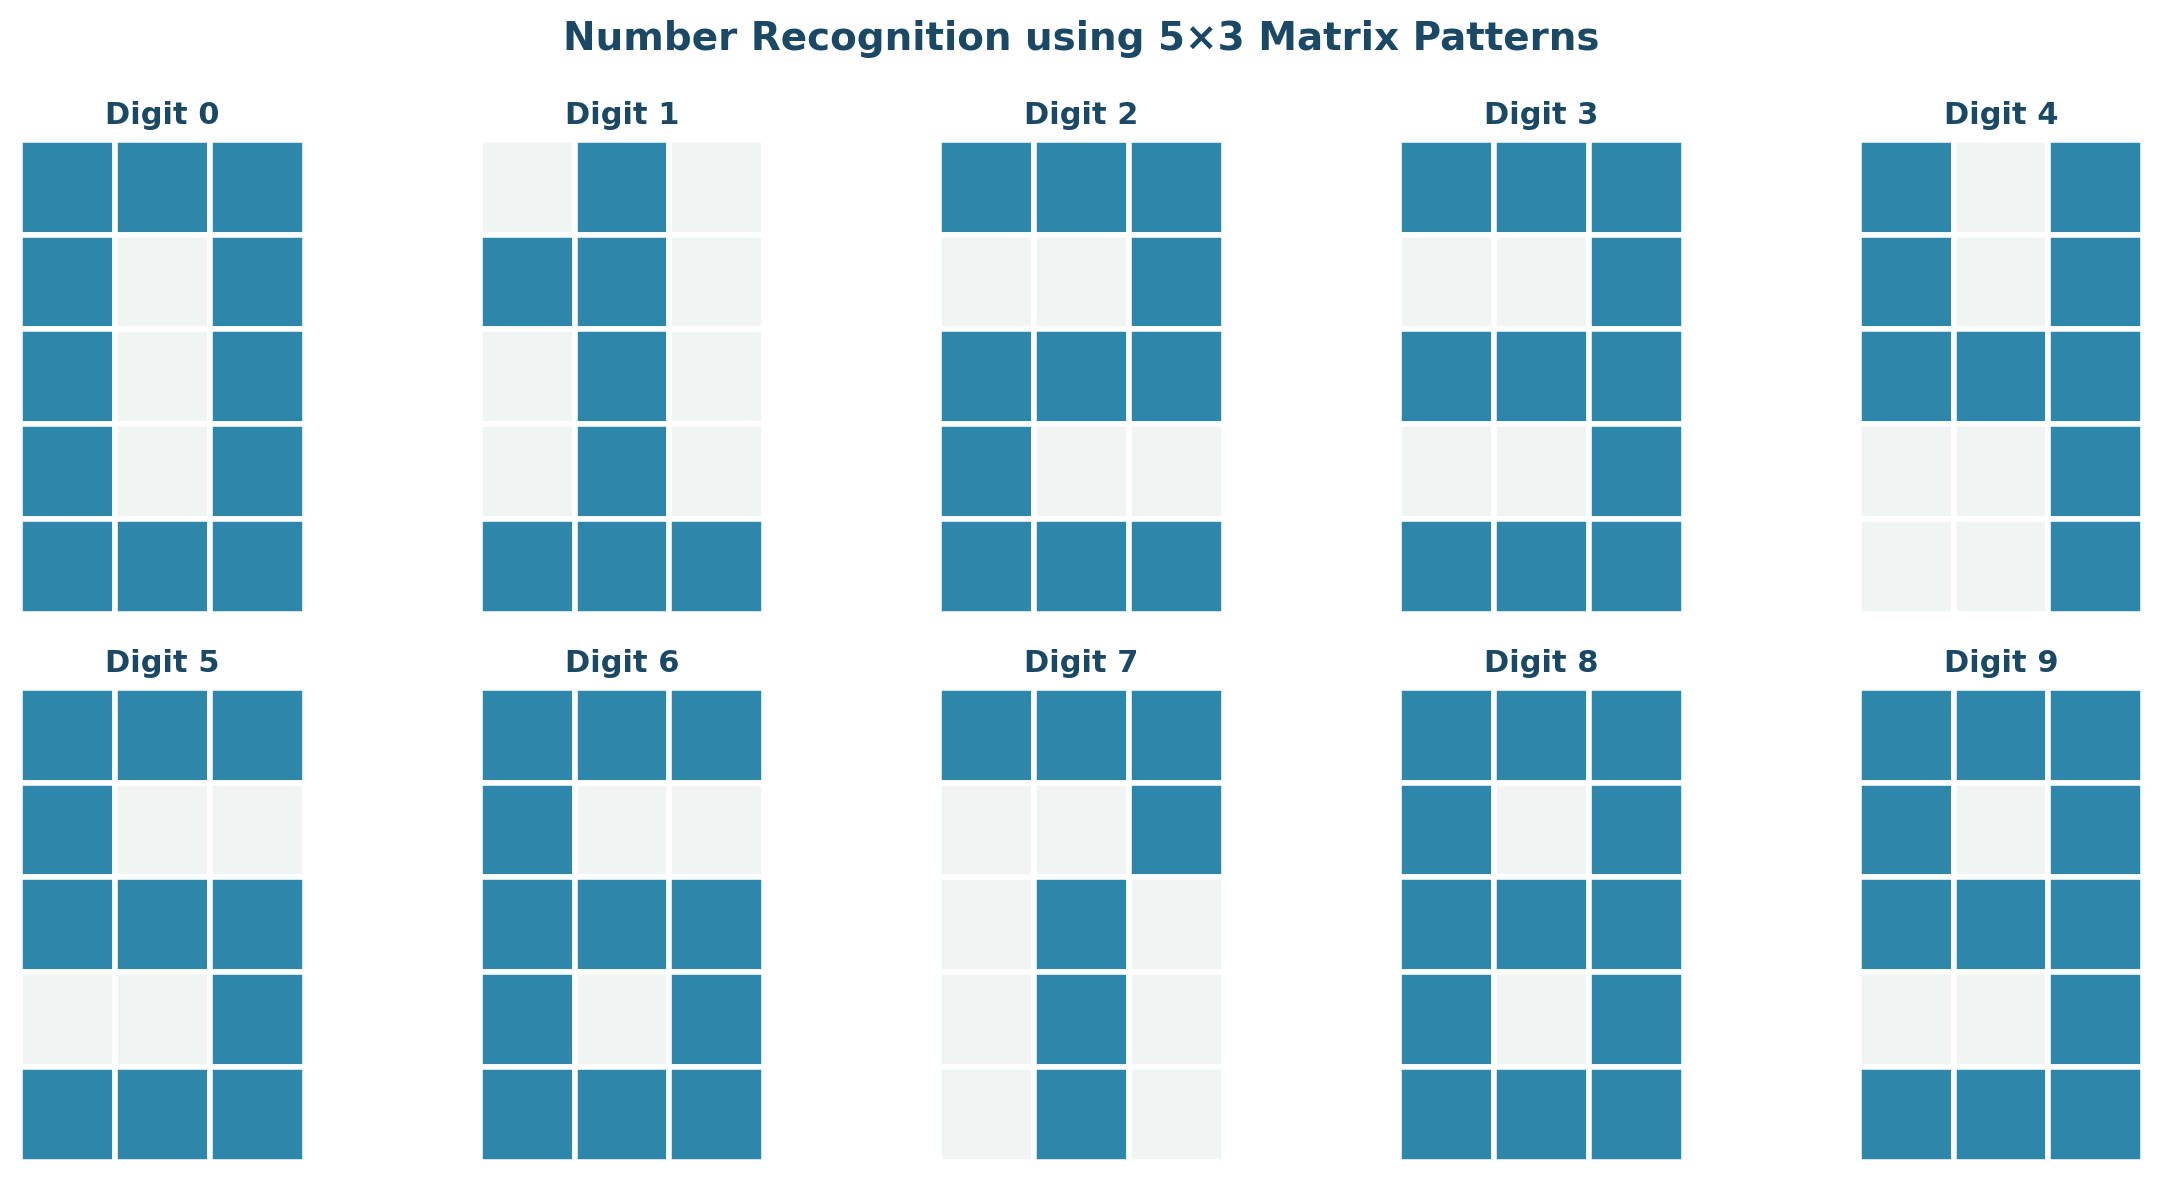 Number Recognition using 5×3 Matrix Patterns
Digit 0
Digit 1
Digit 2
Digit 3
Digit 4
Digit 5
Digit 6
Digit 7
Digit 8
Digit 9